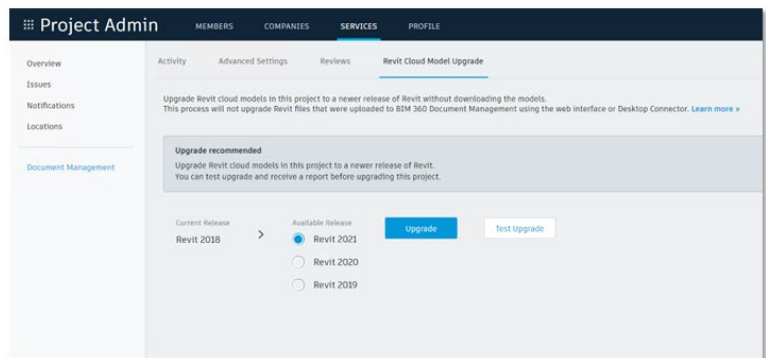 Project Admin MEMBERS COMPANIES SERVICES PROFILE
Overview
Issues
Notifications
Locations
Document Management
Activity Advanced Settings Reviews Revit Cloud Model Upgrade
Upgrade Revit cloud models in this project to a newer release of Revit without downloading the models.
This process will not upgrade Revit files that were uploaded to BIM 360 Document Management using the web interface or Desktop Connector. Learn more »
Upgrade recommended
Upgrade Revit cloud models in this project to a newer release of Revit.
You can test upgrade and receive a report before upgrading this project.
Current Release
Revit 2018
>
Available Release
Revit 2021
Revit 2020
Revit 2019
Upgrade
Test Upgrade